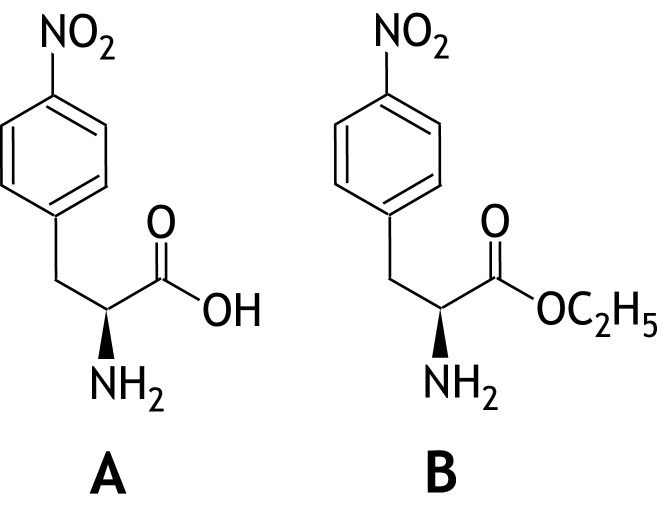 NO₂ NO₂
O O
OH OC₂H₅
NH₂ NH₂
A B